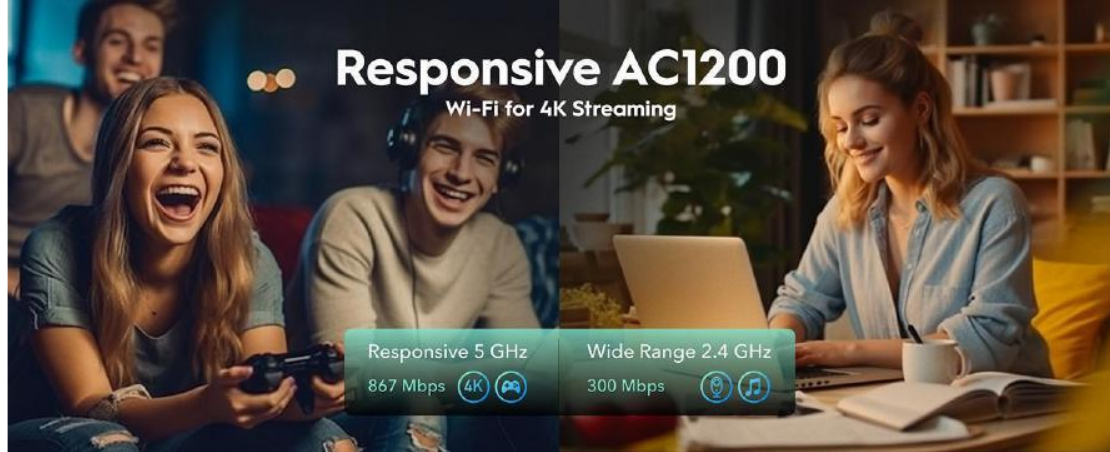 Responsive AC1200
Wi-Fi for 4K Streaming
Responsive 5 GHz
867 Mbps 4K
Wide Range 2.4 GHz
300 Mbps